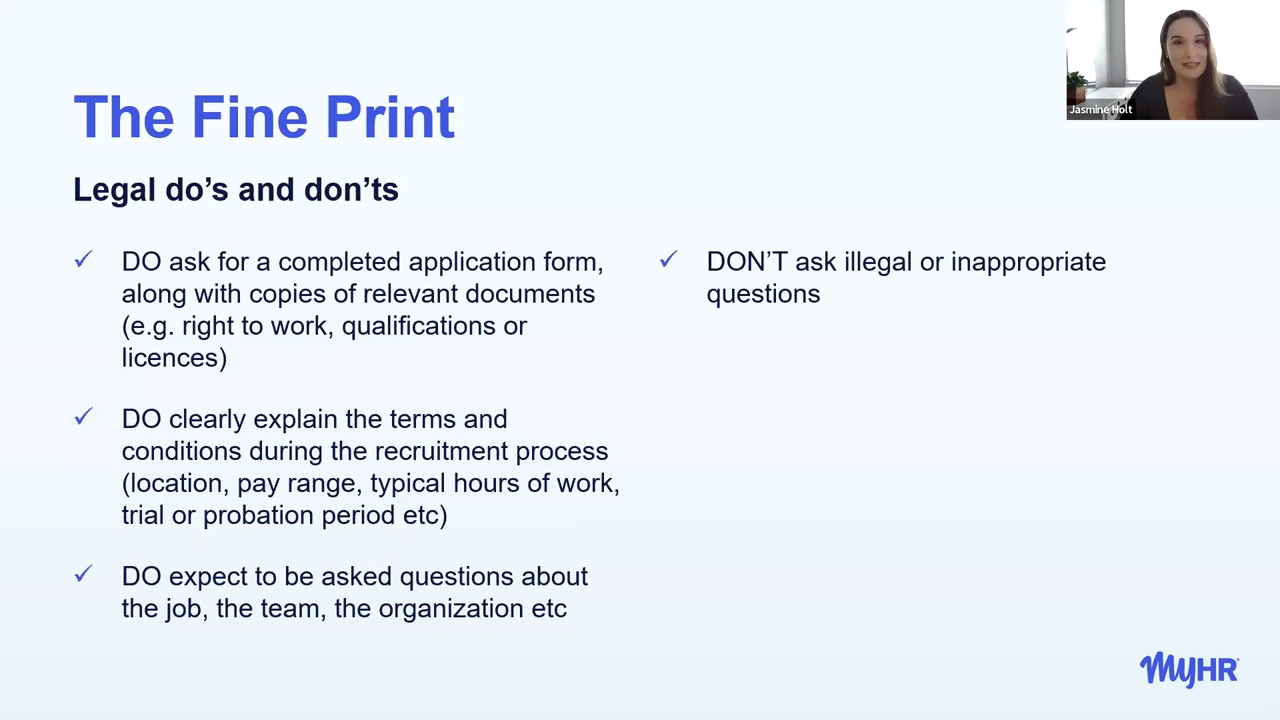 Jasmine Holt
The Fine Print
Legal do’s and don’ts
DO ask for a completed application form,
along with copies of relevant documents
(e.g. right to work, qualifications or
licences)
DO clearly explain the terms and
conditions during the recruitment process
(location, pay range, typical hours of work,
trial or probation period etc)
DO expect to be asked questions about
the job, the team, the organization etc
DON’T ask illegal or inappropriate
questions
MyHR